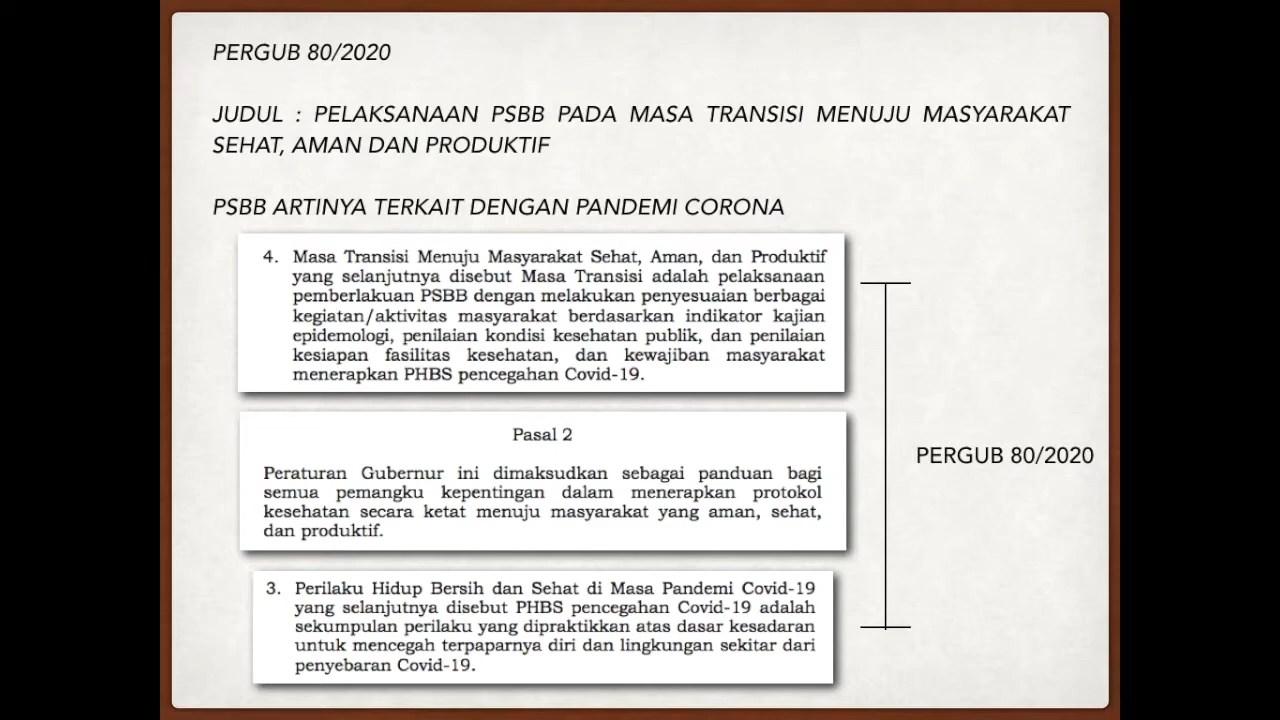 PERGUB 80/2020
JUDUL : PELAKSANAAN PSBB PADA MASA TRANSISI MENUJU MASYARAKAT
SEHAT, AMAN DAN PRODUKTIF
PSBB ARTINYA TERKAIT DENGAN PANDEMI CORONA
4. Masa Transisi Menuju Masyarakat Sehat, Aman, dan Produktif
yang selanjutnya disebut Masa Transisi adalah pelaksanaan
pemberlakuan PSBB dengan melakukan penyesuaian berbagai
kegiatan/aktivitas masyarakat berdasarkan indikator kajian
epidemologi, penilaian kondisi kesehatan publik, dan penilaian
kesiapan fasilitas kesehatan, dan kewajiban masyarakat
menerapkan PHBS pencegahan Covid-19.
Pasal 2
Peraturan Gubernur ini dimaksudkan sebagai panduan bagi
semua pemangku kepentingan dalam menerapkan protokol
kesehatan secara ketat menuju masyarakat yang aman, sehat,
dan produktif.
3. Perilaku Hidup Bersih dan Sehat di Masa Pandemi Covid-19
yang selanjutnya disebut PHBS pencegahan Covid-19 adalah
sekumpulan perilaku yang dipraktikkan atas dasar kesadaran
untuk mencegah terpaparnya diri dan lingkungan sekitar dari
penyebaran Covid-19.
PERGUB 80/2020